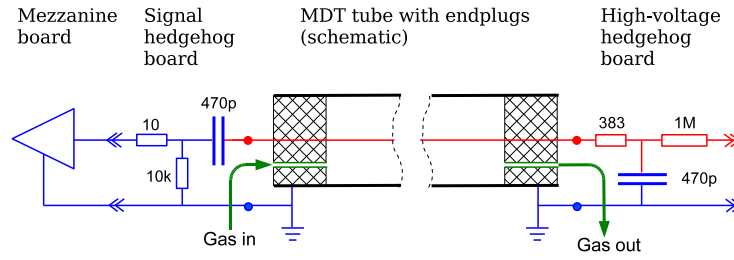 Mezzanine
board
Signal
hedgehog
board
MDT tube with endplugs
(schematic)
High-voltage
hedgehog
board
10
470p
10k
383
1M
470p
Gas in
Gas out